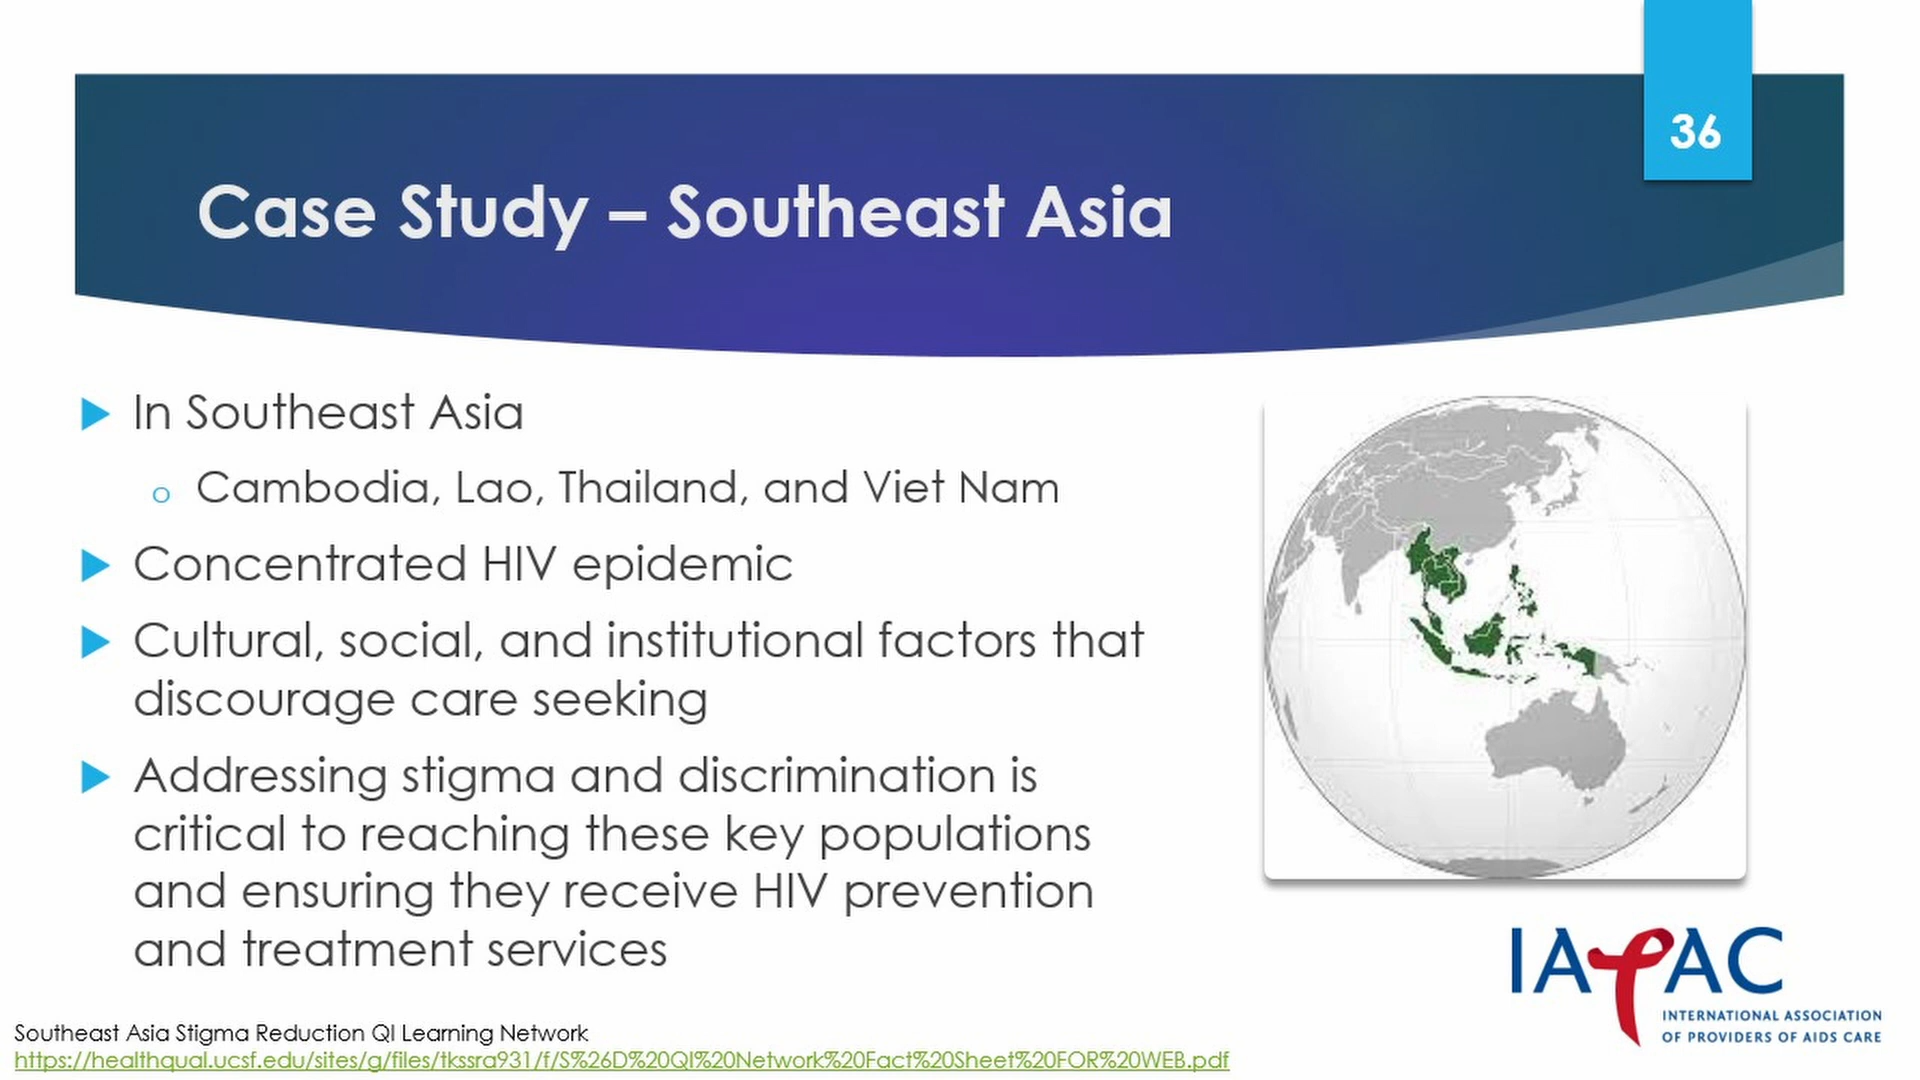 36
Case Study – Southeast Asia
In Southeast Asia
o Cambodia, Lao, Thailand, and Viet Nam
Concentrated HIV epidemic
Cultural, social, and institutional factors that
discourage care seeking
Addressing stigma and discrimination is
critical to reaching these key populations
and ensuring they receive HIV prevention
and treatment services
IAPAC
INTERNATIONAL ASSOCIATION
OF PROVIDERS OF AIDS CARE
Southeast Asia Stigma Reduction QI Learning Network
https://healthqual.ucsf.edu/sites/g/files/tkssra931/f/S%26D%20QI%20Network%20Fact%20Sheet%20FOR%20WEB.pdf